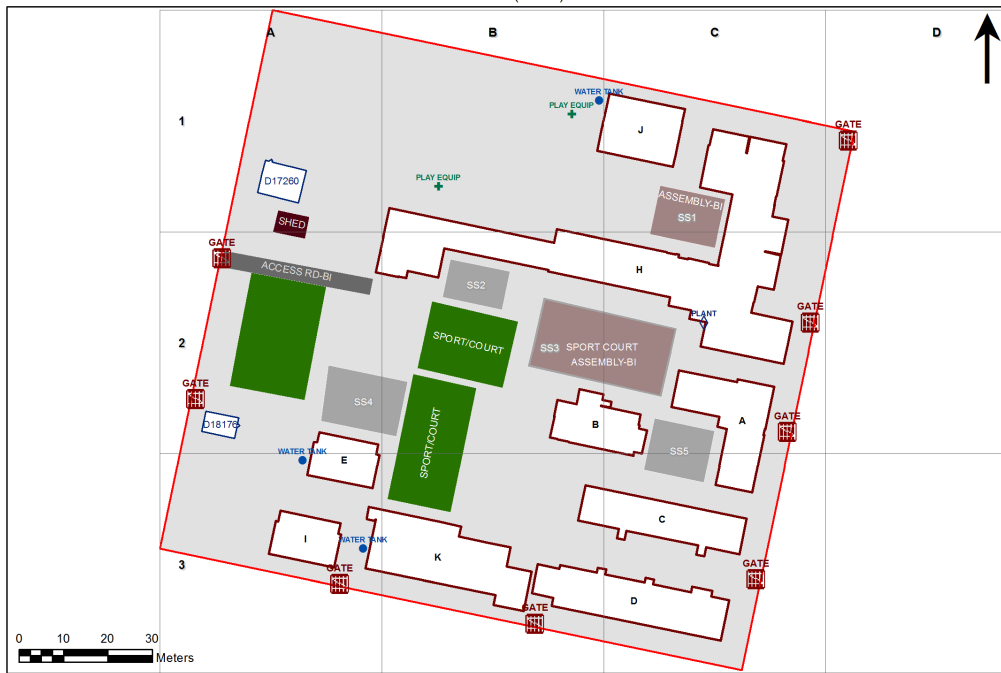 A
B
C
D
1
WATER TANK
PLAY EQUIP
J
GATE
D17260
PLAY EQUIP
ASSEMBLY-BI
SS1
SHED
GATE
ACCESS RD-BI
H
SS2
PLANT
GATE
2
SPORT/COURT
SS3
SPORT COURT
ASSEMBLY-BI
GATE
SS4
D18176
B
A
GATE
SPORT/COURT
WATER TANK
E
SS5
C
I
WATER TANK
K
3
GATE
GATE
D
GATE
0 10 20 30
Meters